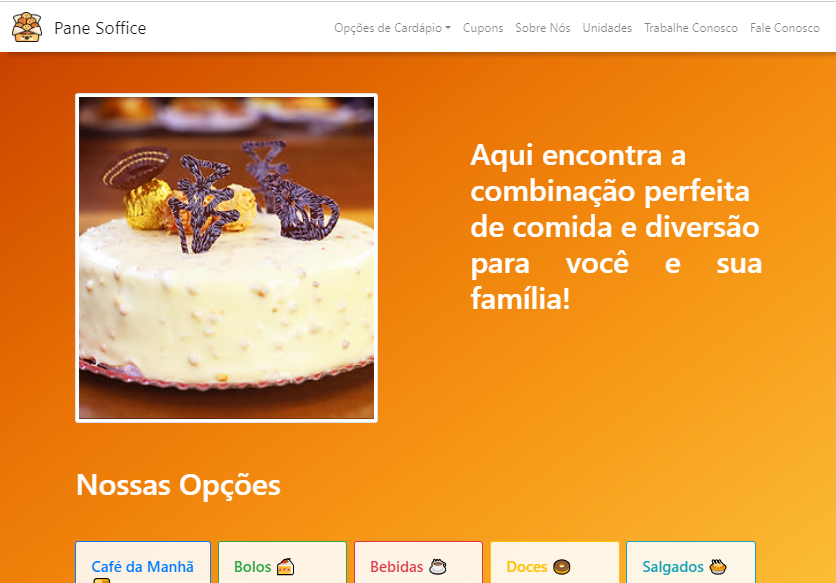 Pane Soffice
Opções de Cardápio Cupons Sobre Nós Unidades Trabalhe Conosco Fale Conosco
Aqui encontra a
combinação perfeita
de comida e diversão
para você e sua
família!
Nossas Opções
Café da Manhã
Bolos
Bebidas
Doces
Salgados